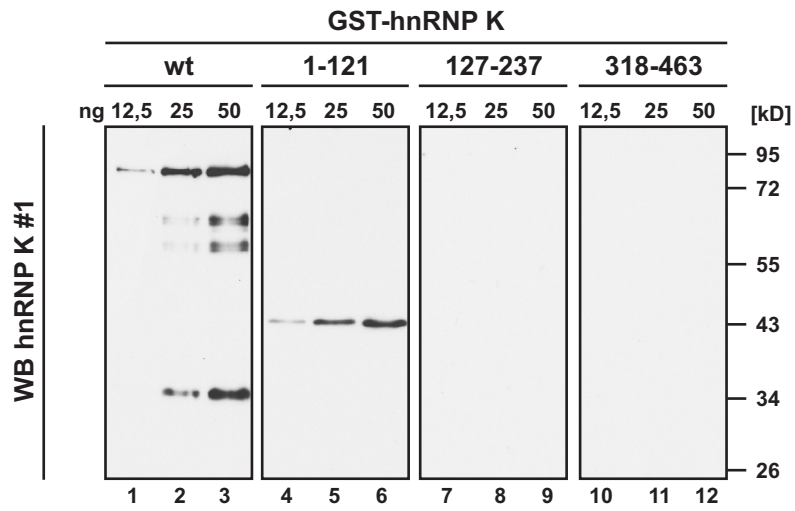 GST-hnRNP K
wt 1-121 127-237 318-463
ng 12,5 25 50 12,5 25 50 12,5 25 50 12,5 25 50 [kD]
WB hnRNP K #1
95
72
55
43
34
26
1 2 3 4 5 6 7 8 9 10 11 12